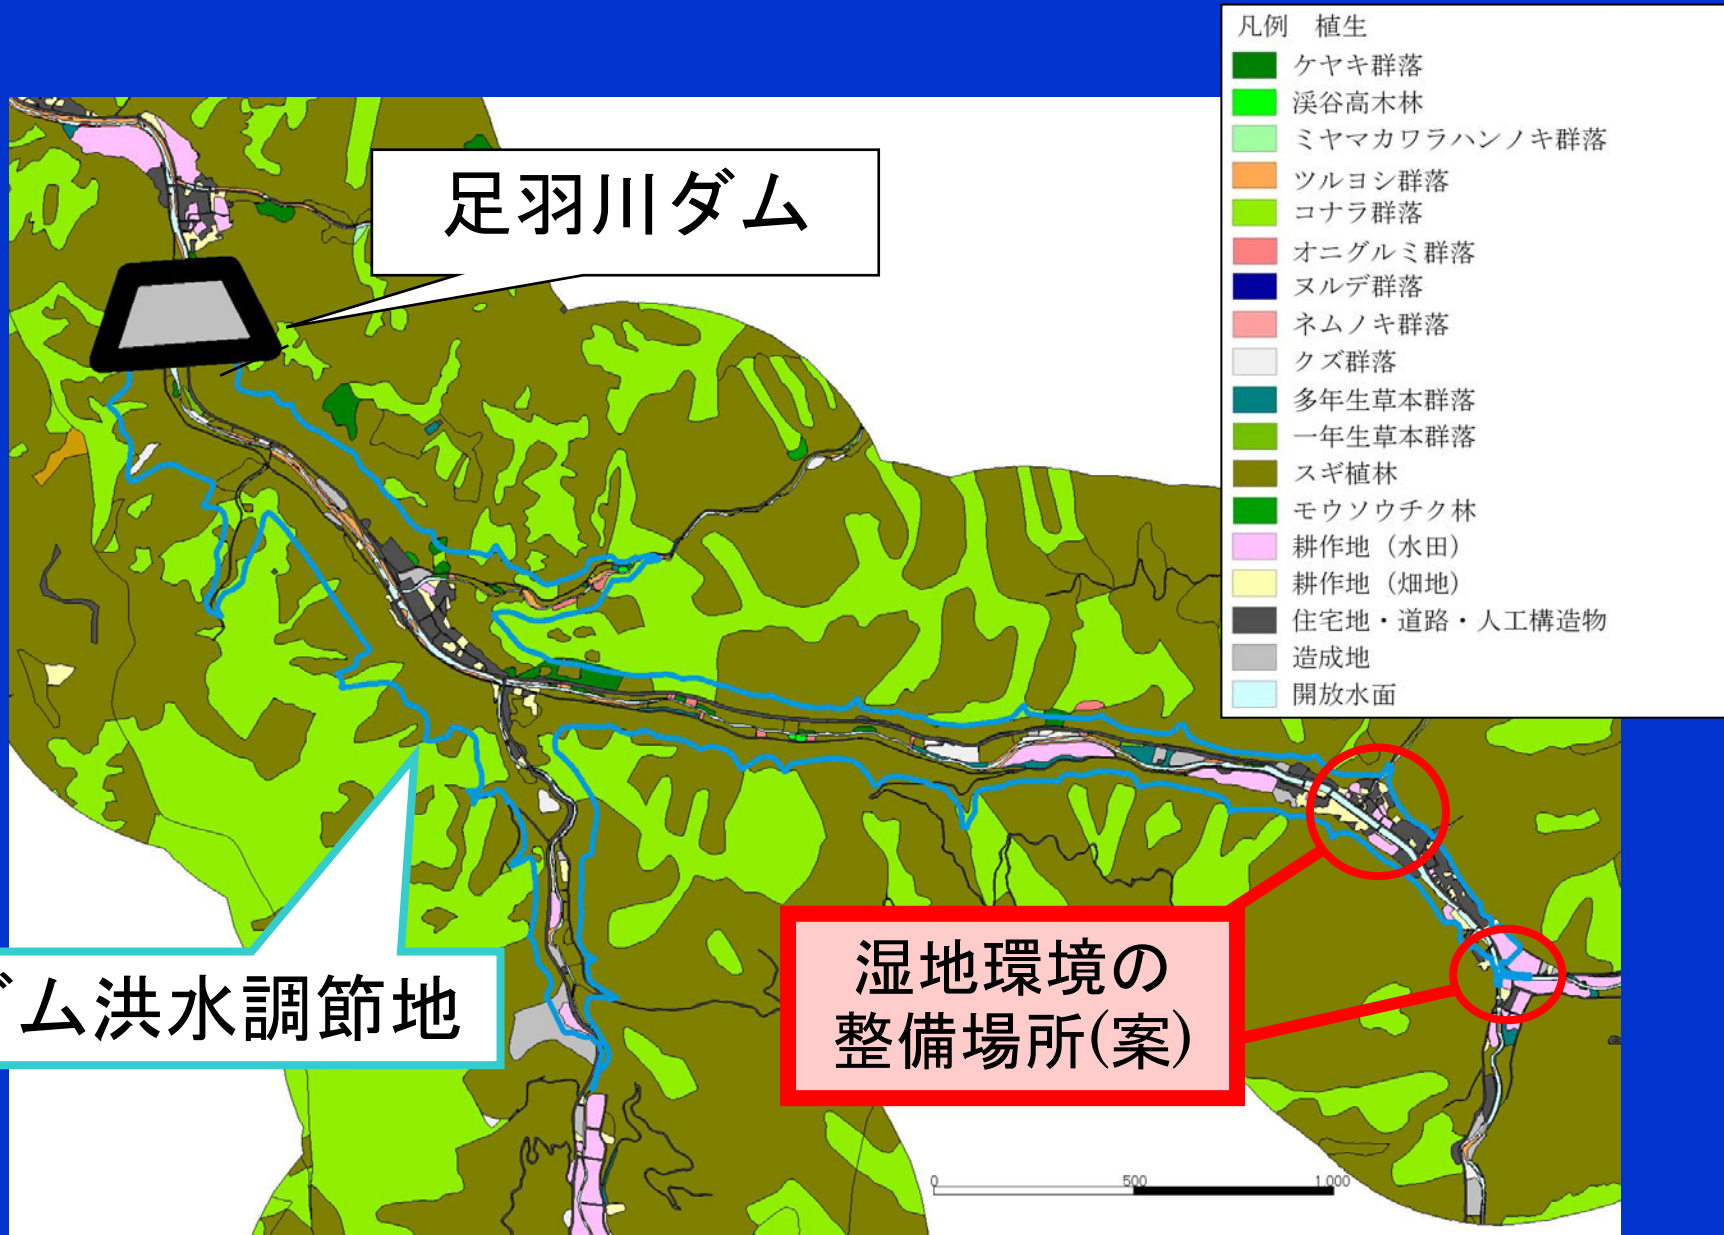 凡例 植生
ケヤキ群落
渓谷高木林
ミヤマカワラハンノキ群落
ツルヨシ群落
コナラ群落
オニグルミ群落
ヌルデ群落
ネムノキ群落
クズ群落
多年生草本群落
一年生草本群落
スギ植林
モウソウチク林
耕作地（水田）
耕作地（畑地）
住宅地・道路・人工構造物
造成地
開放水面
足羽川ダム
ダム洪水調節地
湿地環境の
整備場所(案)
0 500 1,000